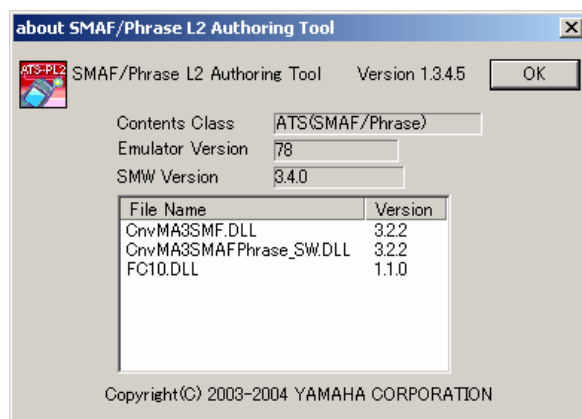 about SMAF/Phrase L2 Authoring Tool
ATS-PL2 SMAF/Phrase L2 Authoring Tool Version 1.3.4.5 OK
Contents Class ATS(SMAF/Phrase)
Emulator Version 78
SMW Version 3.4.0
File Name Version
CnvMA3SMF.DLL 3.2.2
CnvMA3SMAFPhrase_SW.DLL 3.2.2
FC10.DLL 1.1.0
Copyright(C) 2003-2004 YAMAHA CORPORATION